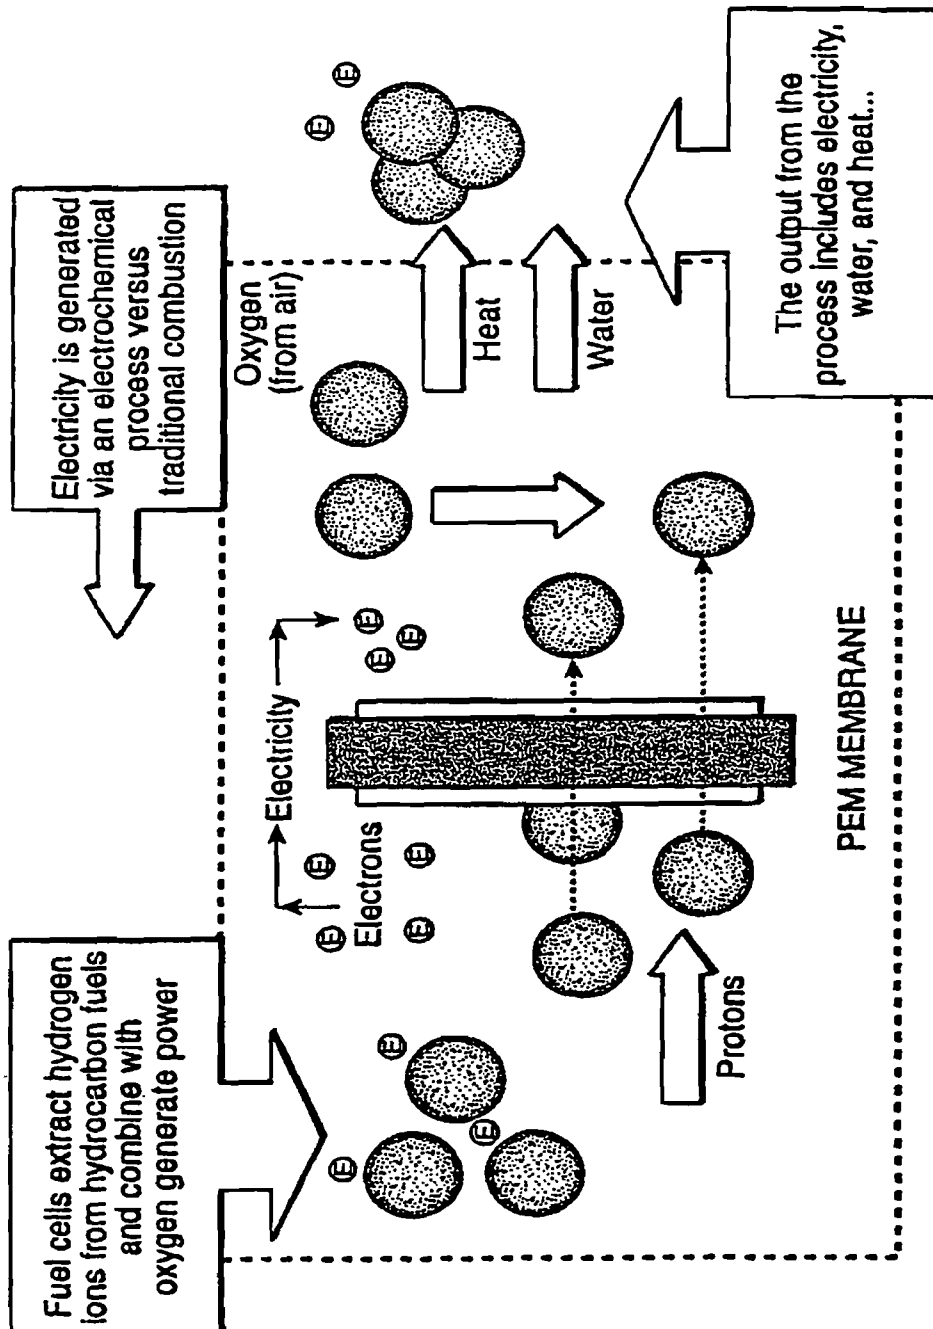 Fuel cells extract hydrogen
ions from hydrocarbon fuels
and combine with
oxygen generate power
Electricity is generated
via an electrochemical
process versus
traditional combustion
Electricity
Oxygen
(from air)
E
E
E
E
E
E
E
E
E
E
E
E
Electrons
Heat
Water
Protons
PEM MEMBRANE
The output from the
process includes electricity,
water, and heat...